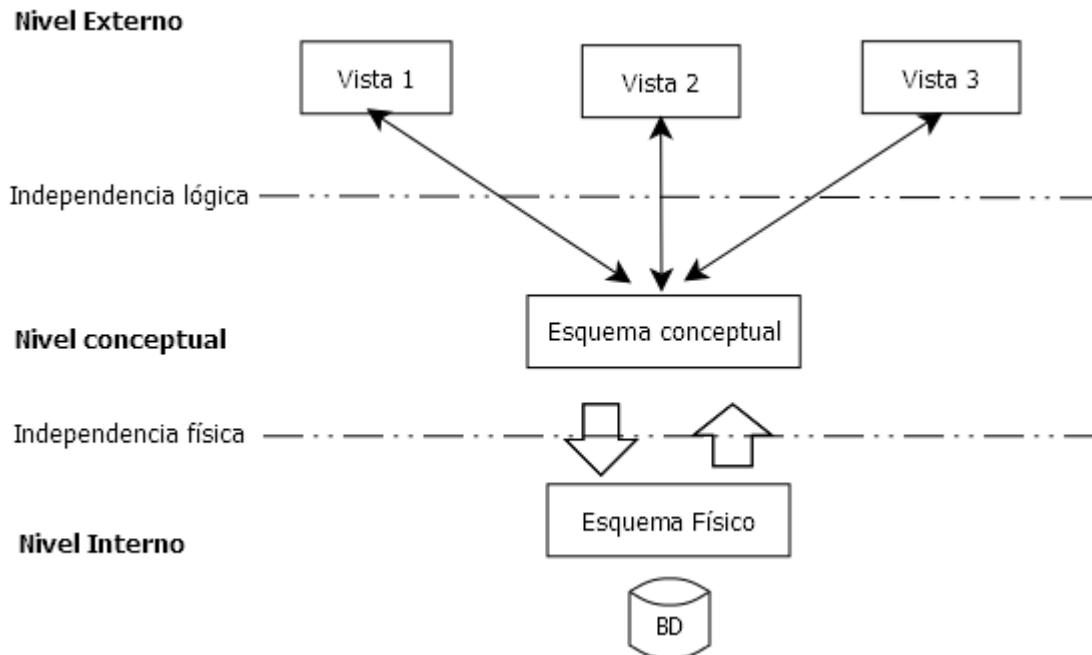 Nivel Externo
Vista 1
Vista 2
Vista 3
Independencia lógica
Esquema conceptual
Nivel conceptual
Independencia física
Esquema Físico
Nivel Interno
BD